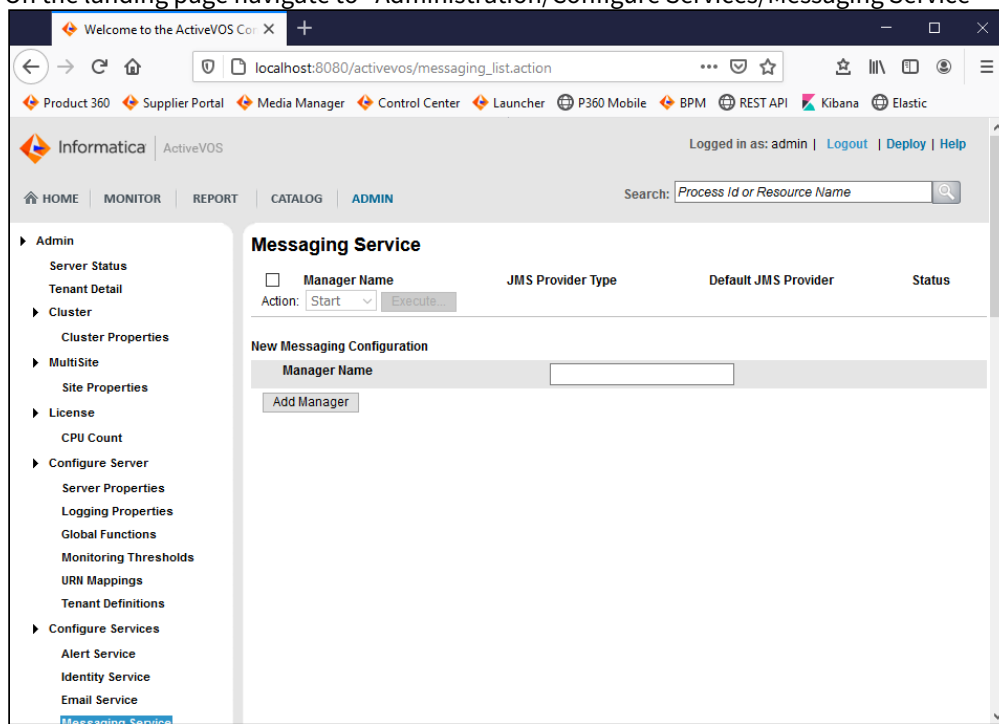 On the landing page navigate to "Administration/Configure Services/Messaging Service"
Welcome to the ActiveVOS Con
localhost:8080/activevos/messaging_list.action
Product 360 Supplier Portal Media Manager Control Center Launcher P360 Mobile BPM REST API Kibana Elastic
Informatica ActiveVOS
Logged in as: admin | Logout | Deploy | Help
HOME MONITOR REPORT CATALOG ADMIN
Search: Process Id or Resource Name
Admin
Server Status
Tenant Detail
Cluster
Cluster Properties
MultiSite
Site Properties
License
CPU Count
Configure Server
Server Properties
Logging Properties
Global Functions
Monitoring Thresholds
URN Mappings
Tenant Definitions
Configure Services
Alert Service
Identity Service
Email Service
Messaging Service
Messaging Service
Manager Name JMS Provider Type Default JMS Provider Status
Action: Start Execute...
New Messaging Configuration
Manager Name
Add Manager